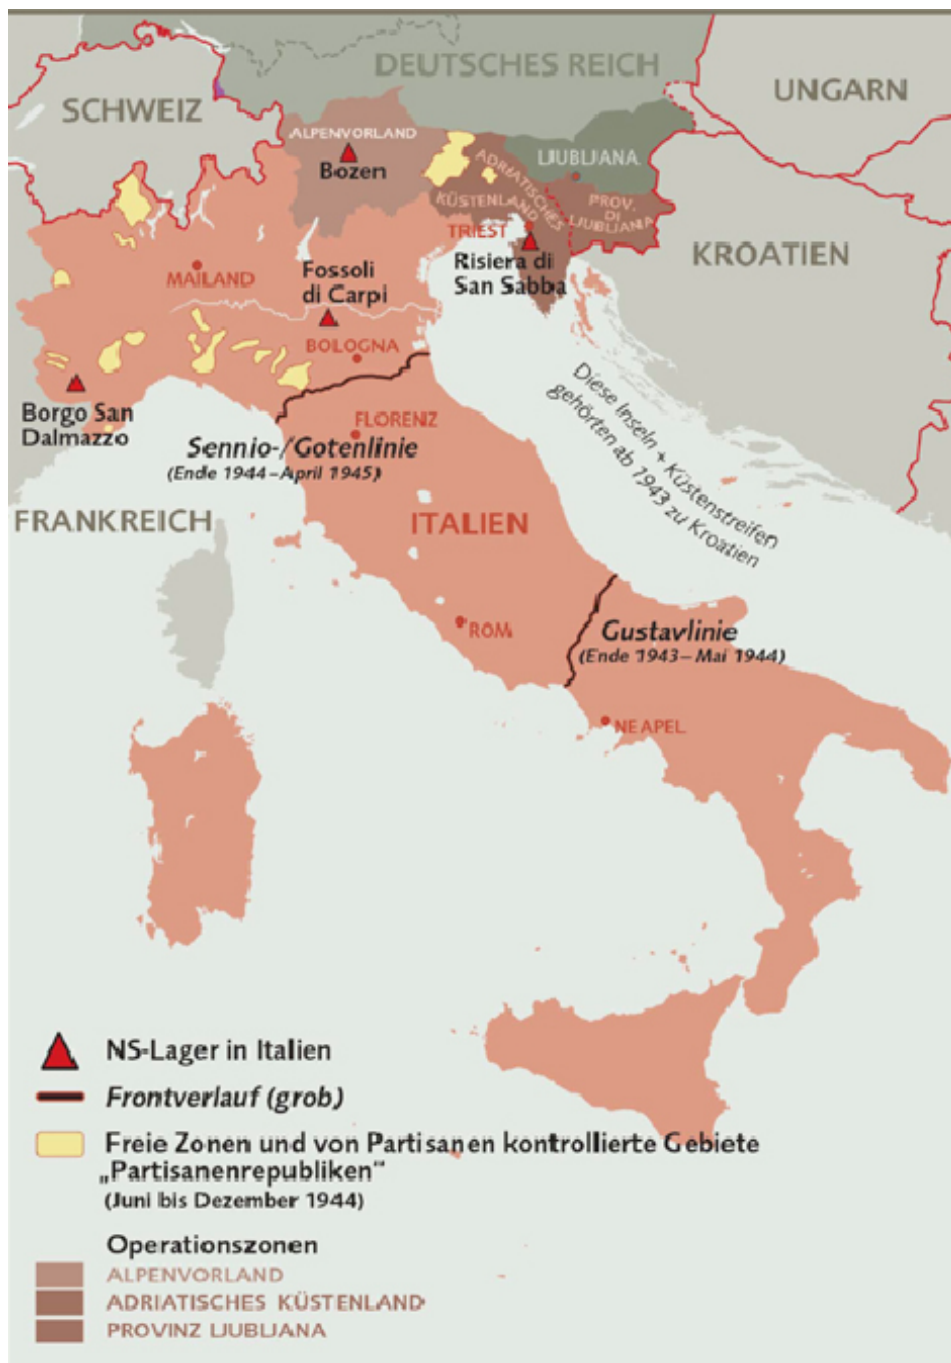 DEUTSCHES REICH
UNGARN
SCHWEIZ
ALPENVORLAND
Bozen
LJUBLJANA
ADRIATISCHES
KÜSTENLAND
PROV.
DI
LJUBLJANA
KROATIEN
TRIEST
Risiera di
San Sabba
MAILAND
Fossoli
di Carpi
BOLOGNA
Borgo San
Dalmazzo
FLORENZ
Sennio-/Gotenlinie
(Ende 1944–April 1945)
Diese Inseln + Küstenstreifen
gehörten ab 1943 zu Kroatien
FRANKREICH
ITALIEN
ROM
Gustavlinie
(Ende 1943–Mai 1944)
NEAPEL
NS-Lager in Italien
Frontverlauf (grob)
Freie Zonen und von Partisanen kontrollierte Gebiete
„Partisanenrepubliken“
(Juni bis Dezember 1944)
Operationszonen
ALPENVORLAND
ADRIATISCHES KÜSTENLAND
PROVINZ LJUBLJANA